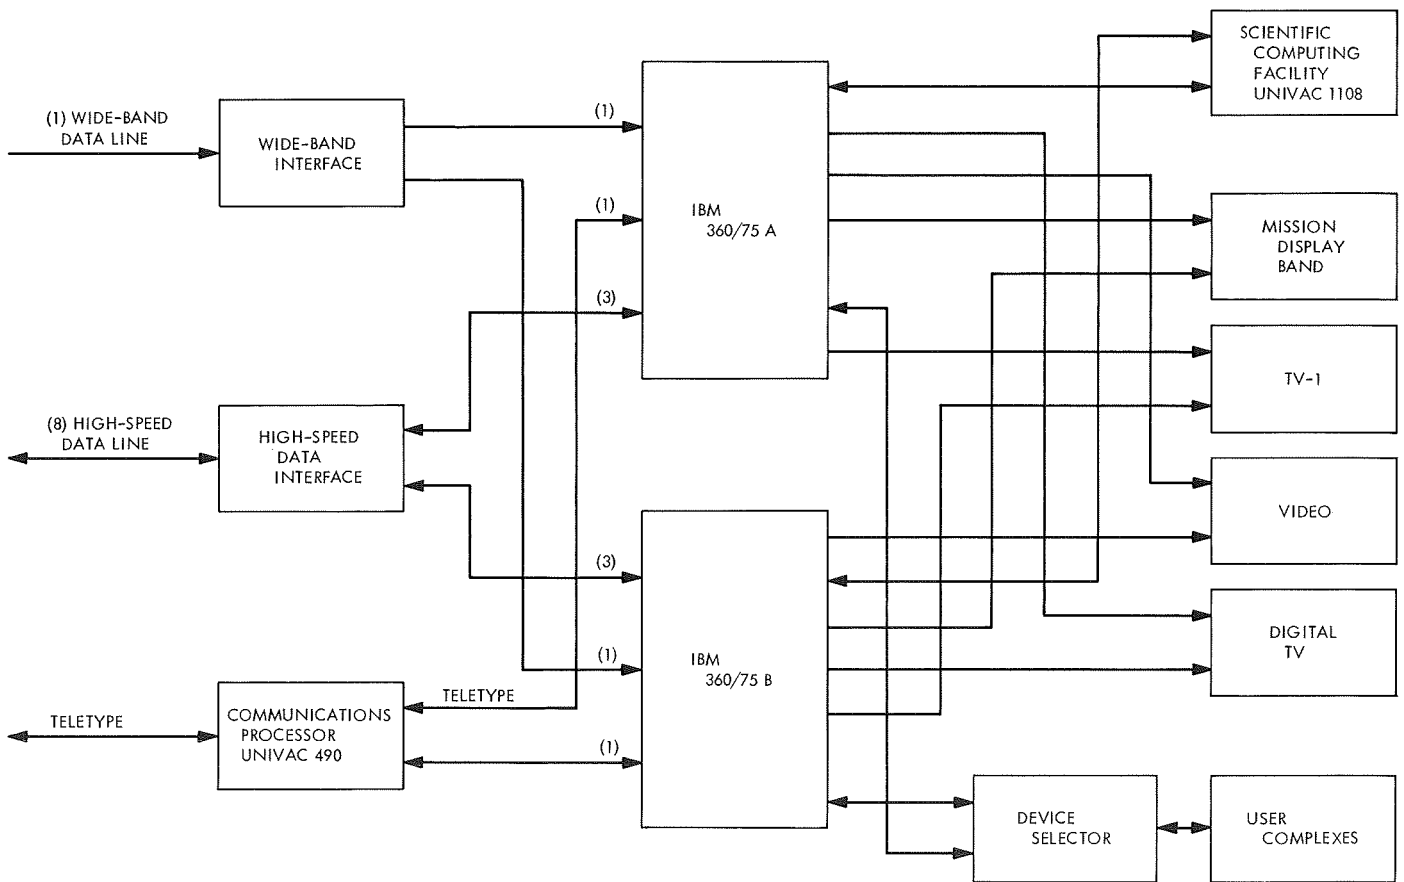 (1) WIDE-BAND
DATA LINE
WIDE-BAND
INTERFACE
(1)
(1)
(3)
IBM
360/75 A
SCIENTIFIC
COMPUTING
FACILITY
UNIVAC 1108
MISSION
DISPLAY
BAND
TV-1
(8) HIGH-SPEED
DATA LINE
HIGH-SPEED
DATA
INTERFACE
VIDEO
(3)
(1)
(1)
IBM
360/75 B
DIGITAL
TV
TELETYPE
COMMUNICATIONS
PROCESSOR
UNIVAC 490
TELETYPE
DEVICE
SELECTOR
USER
COMPLEXES